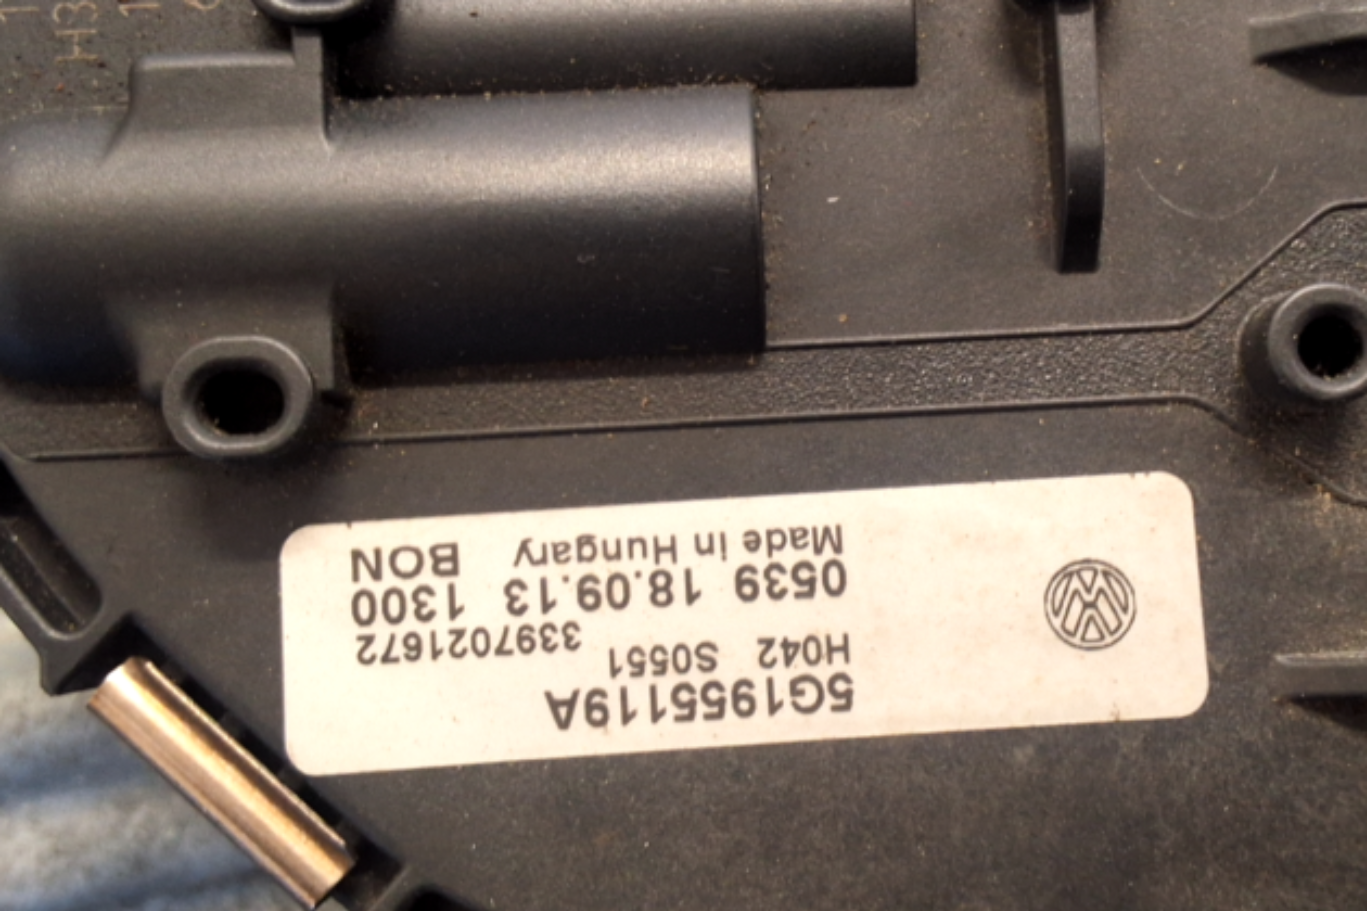 5G1955119A
H042 S0551
3397021672
0539 18.09.13 1300
Made in Hungary BON